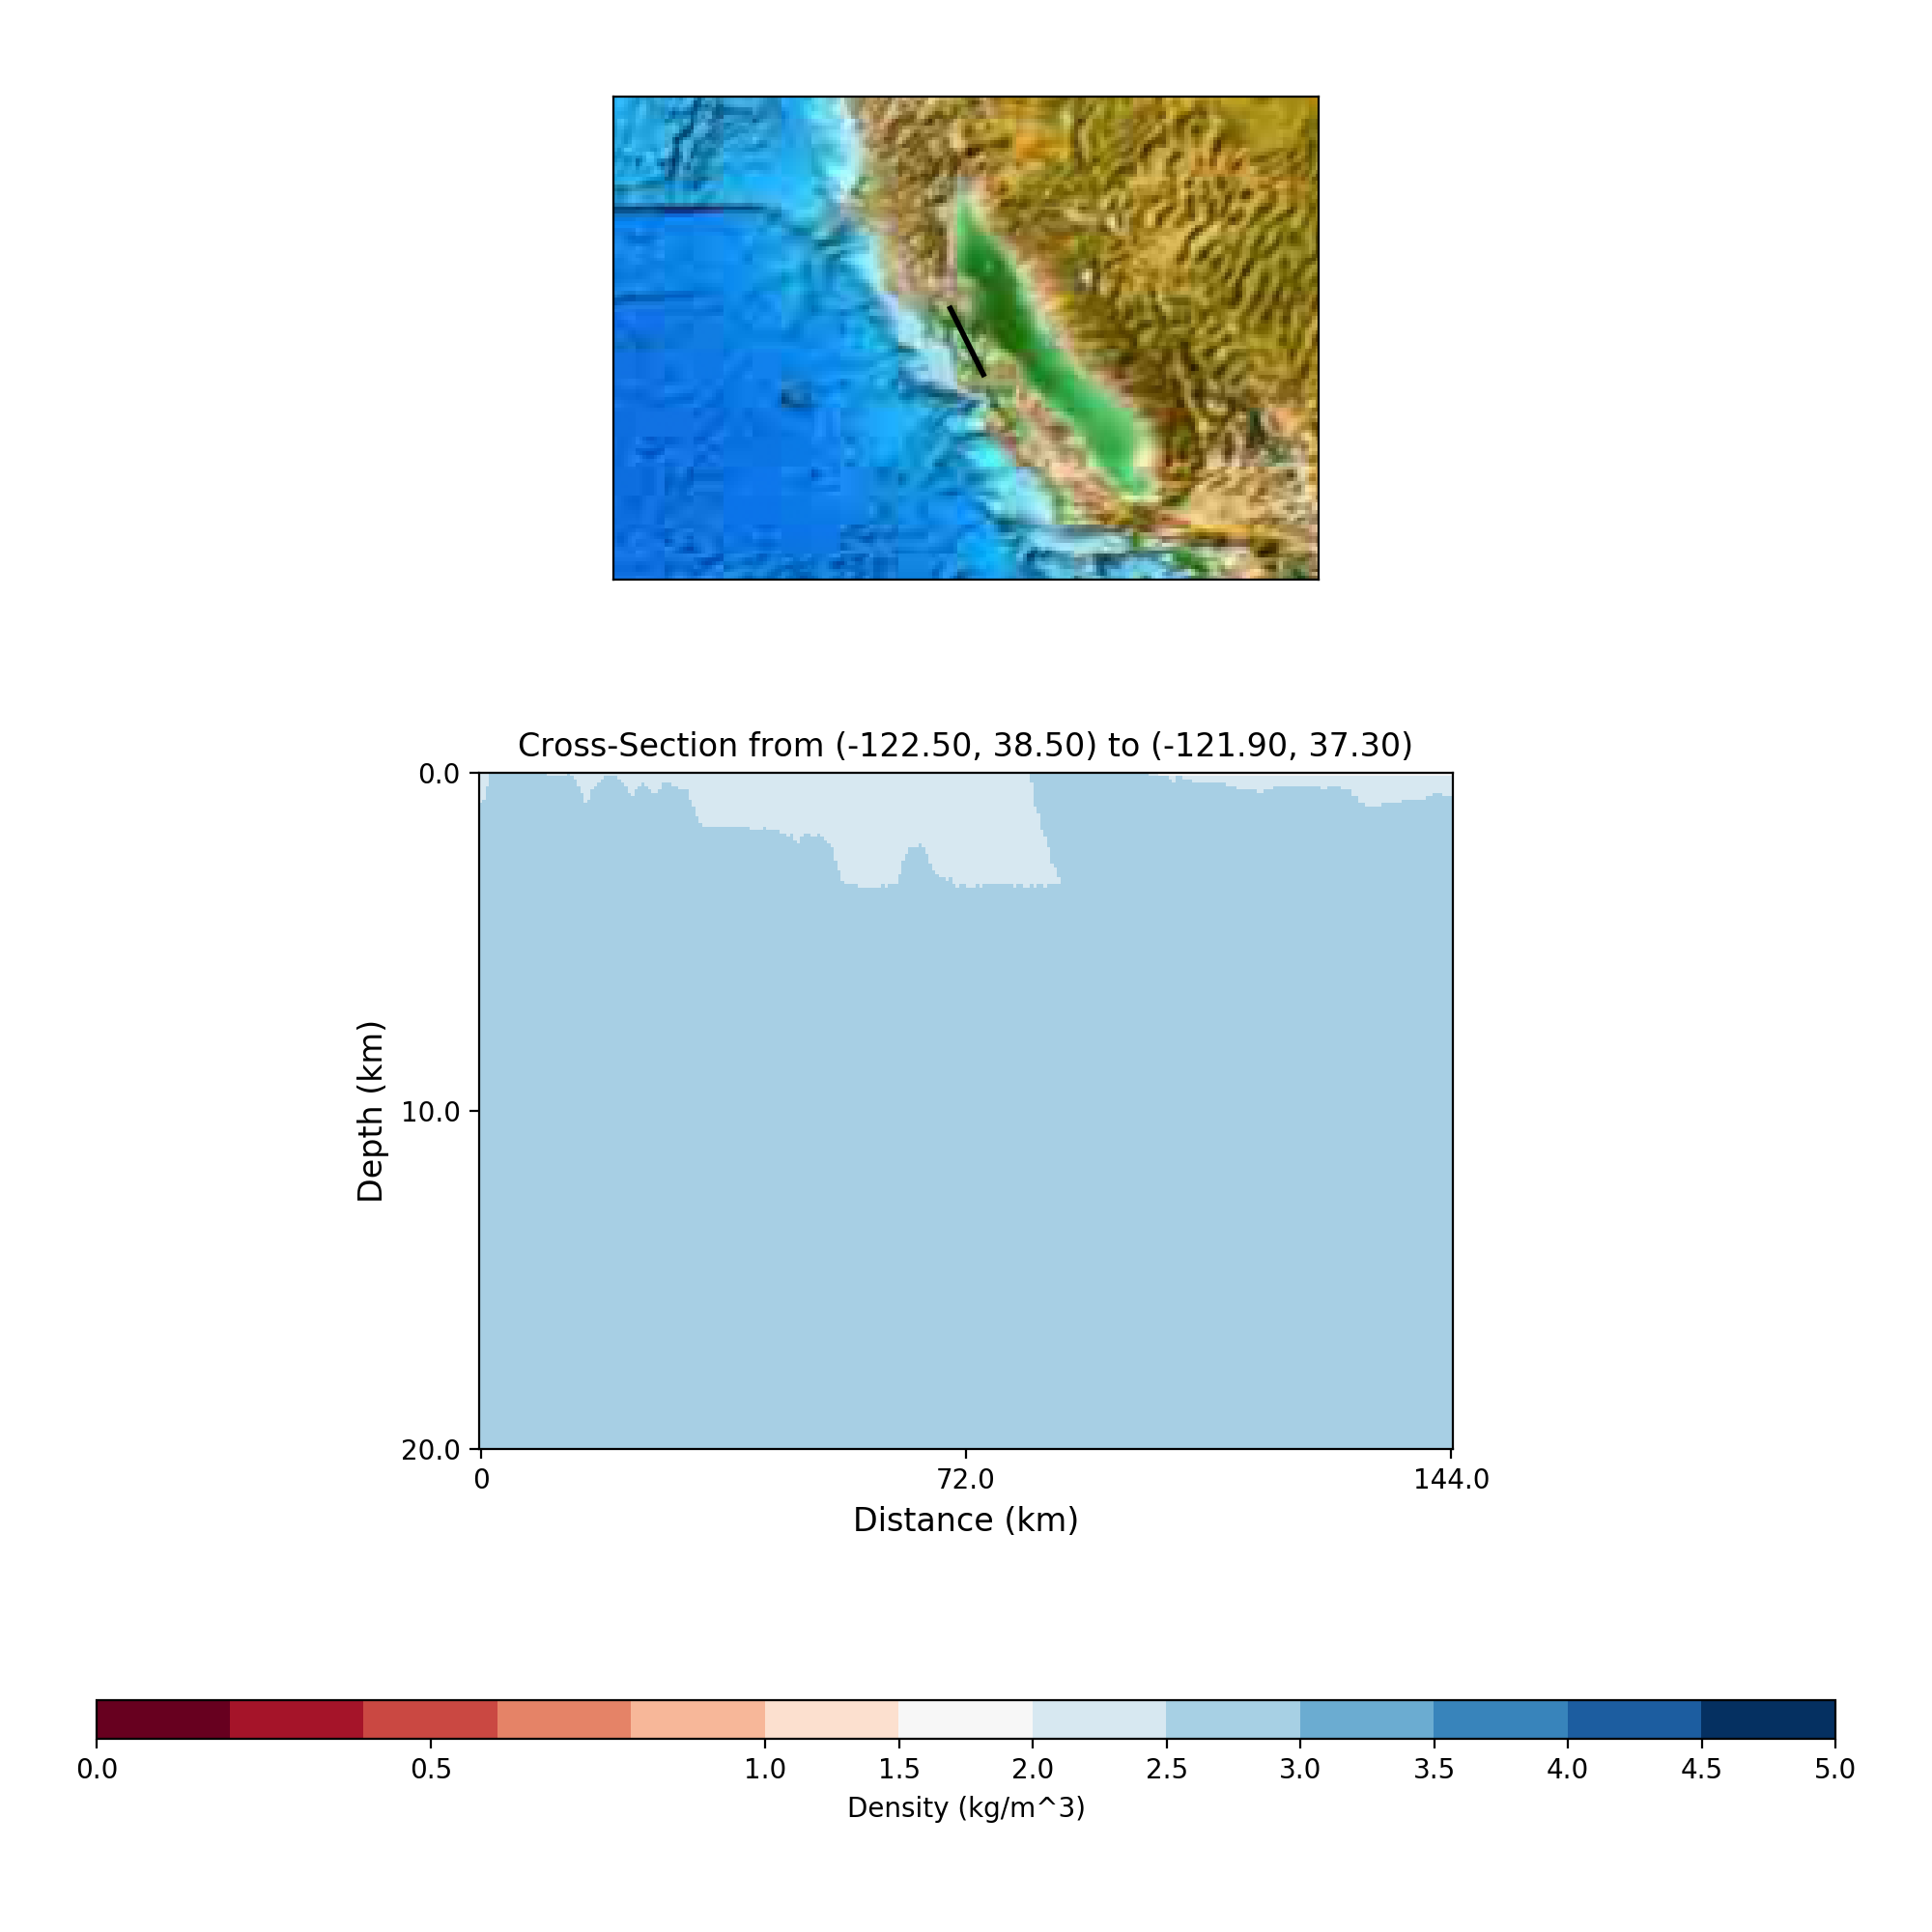 Cross-Section from (-122.50, 38.50) to (-121.90, 37.30)
0.0
10.0
20.0
Depth (km)
0 72.0 144.0
Distance (km)
0.0 0.5 1.0 1.5 2.0 2.5 3.0 3.5 4.0 4.5 5.0
Density (kg/m^3)